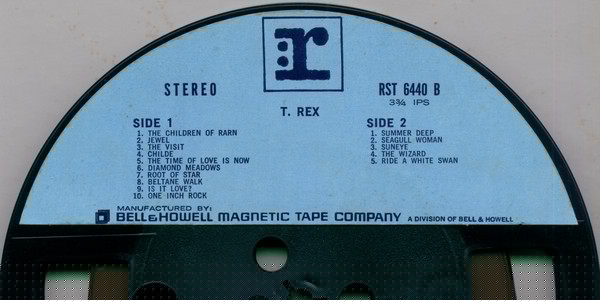 r
STEREO
RST 6440 B
3¾ IPS
T. REX
SIDE 1
1. THE CHILDREN OF RARN
2. JEWEL
3. THE VISIT
4. CHILDE
5. THE TIME OF LOVE IS NOW
6. DIAMOND MEADOWS
7. ROOT OF STAR
8. BELTANE WALK
9. IS IT LOVE?
10. ONE INCH ROCK
SIDE 2
1. SUMMER DEEP
2. SEAGULL WOMAN
3. SUNEYE
4. THE WIZARD
5. RIDE A WHITE SWAN
MANUFACTURED BY:
BELL & HOWELL MAGNETIC TAPE COMPANY A DIVISION OF BELL & HOWELL